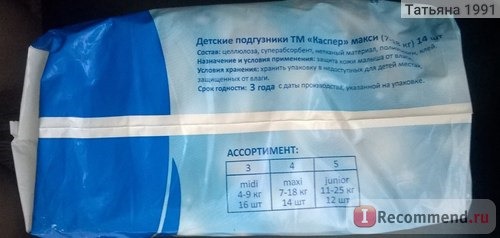 Татьяна 1991
Детские подгузники ТМ «Каспер» макси (7-18 кг) 14 шт
Состав: целлюлоза, суперабсорбент, нетканый материал, клей.
Назначение и условия применения: защита кожи малыша от влаги.
Условия хранения: хранить упаковку в недоступных для детей местах,
защищенных от влаги.
Срок годности: 3 года с даты производства, указанной на упаковке.
АССОРТИМЕНТ:
3 4 5
midi maxi junior
4-9 кг 7-18 кг 11-25 кг
16 шт 14 шт 12 шт
I Recommend.ru